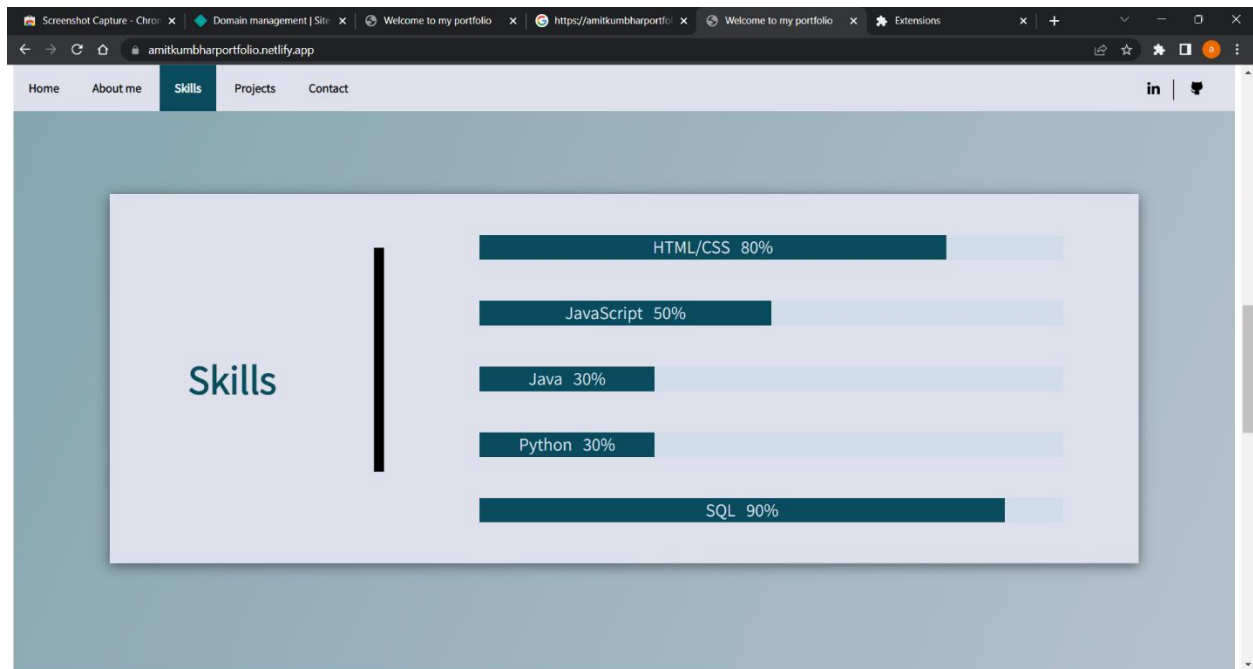 Screenshot Capture - Chron
Domain management | Site
Welcome to my portfolio
https://amitkumbharportfol
Welcome to my portfolio
Extensions
amitkumbharportfolio.netlify.app
a
Home About me Skills Projects Contact in
Skills
HTML/CSS 80%
JavaScript 50%
Java 30%
Python 30%
SQL 90%